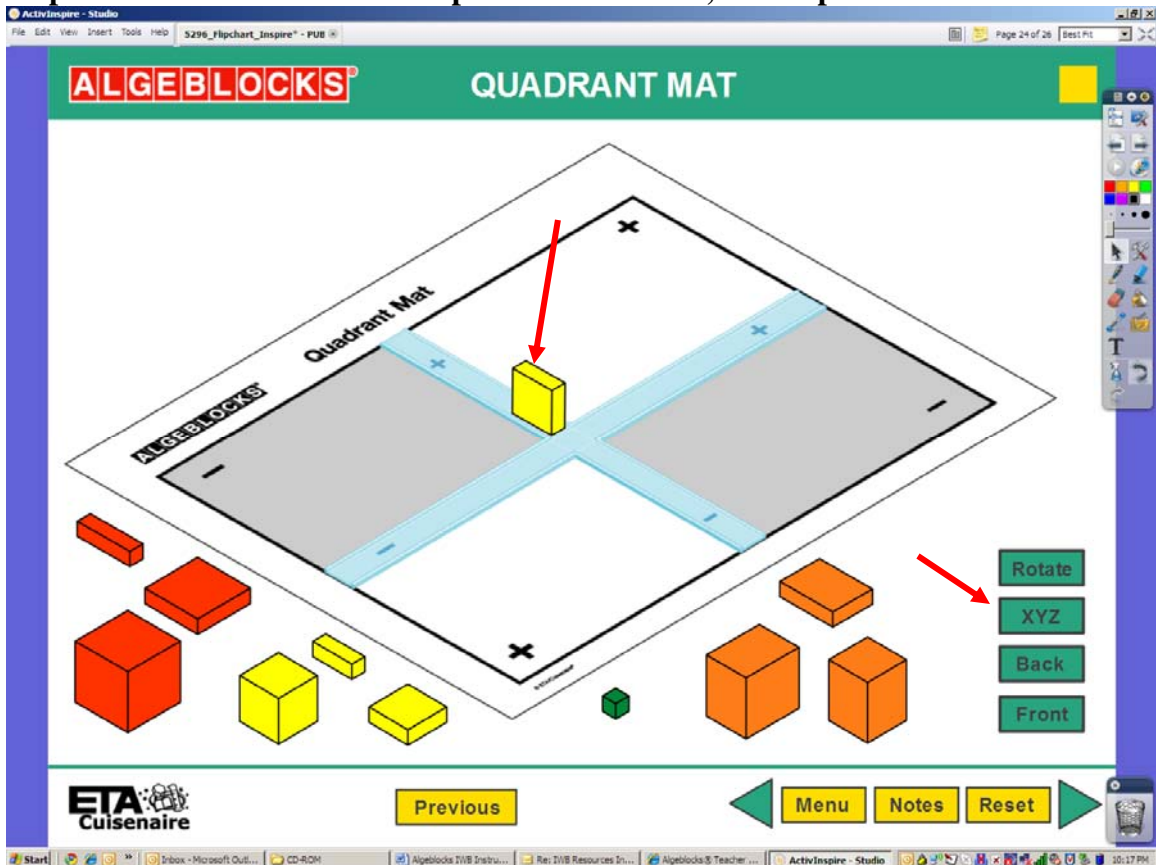 ActivInspire - Studio
File Edit View Insert Tools Help 5296_Flipchart_Inspire* - PUB
Page 24 of 26 Best Fit
ALGEBLOCKS® QUADRANT MAT
+
Quadrant Mat
+ +
ALGEBLOCKS
- -
- -
+
T
Rotate
XYZ
Back
Front
ETA
Cuisenaire
Previous
Menu Notes Reset
Start Inbox - Microsoft Outl... CD-ROM Algeblocks IWB Instru... Re: IWB Resources In... Algeblocks® Teacher ... ActivInspire - Studio 10:17 PM